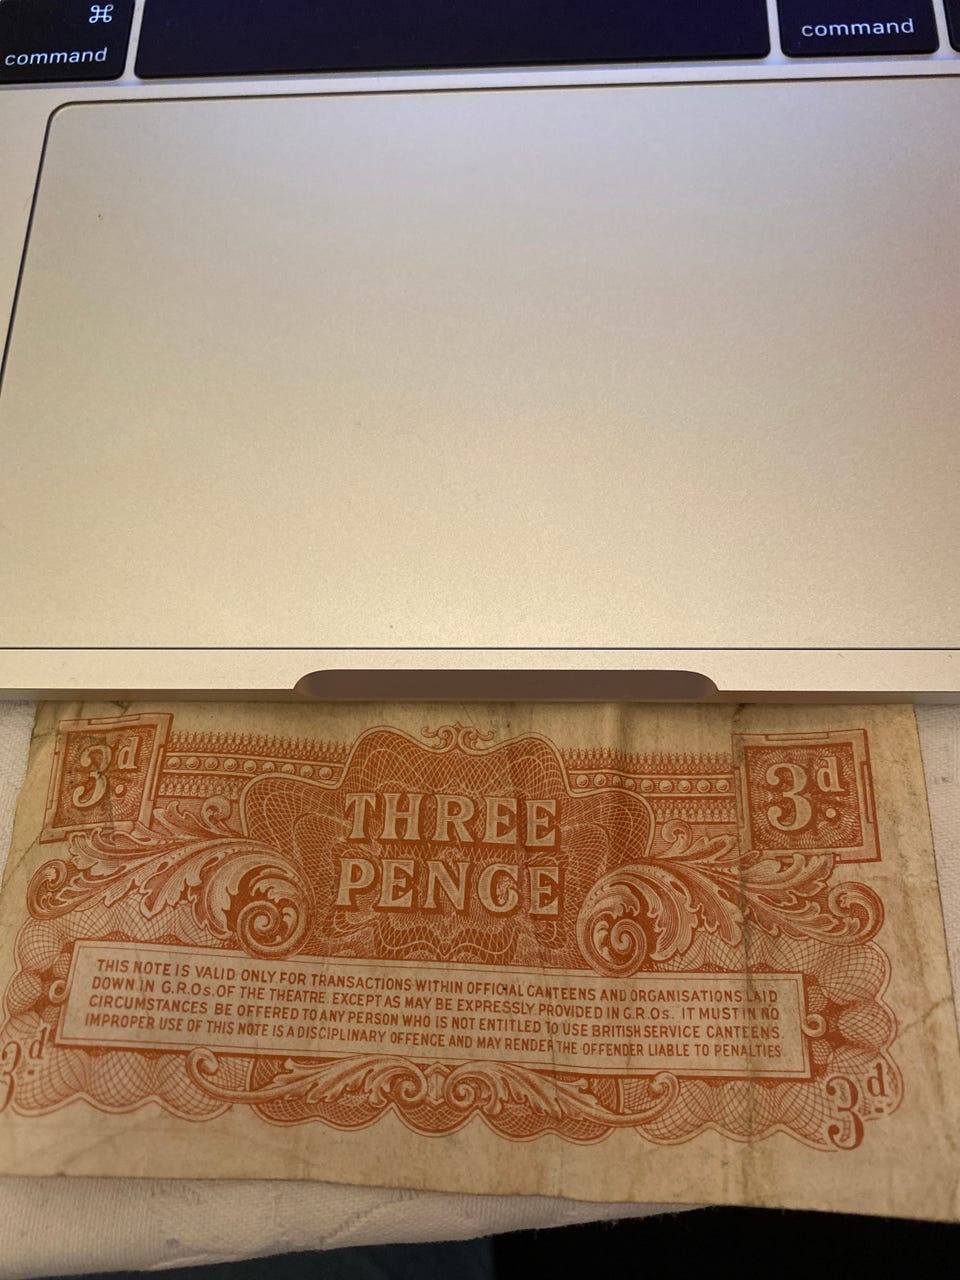 ⌘
command
command
3d.
3d.
THREE
PENCE
THIS NOTE IS VALID ONLY FOR TRANSACTIONS WITHIN OFFICIAL CANTEENS AND ORGANISATIONS LAID
DOWN IN G.R.Os. OF THE THEATRE. EXCEPT AS MAY BE EXPRESSLY PROVIDED IN G.R.Os. IT MUST IN NO
CIRCUMSTANCES BE OFFERED TO ANY PERSON WHO IS NOT ENTITLED TO USE BRITISH SERVICE CANTEENS.
IMPROPER USE OF THIS NOTE IS A DISCIPLINARY OFFENCE AND MAY RENDER THE OFFENDER LIABLE TO PENALTIES
3d.
3d.